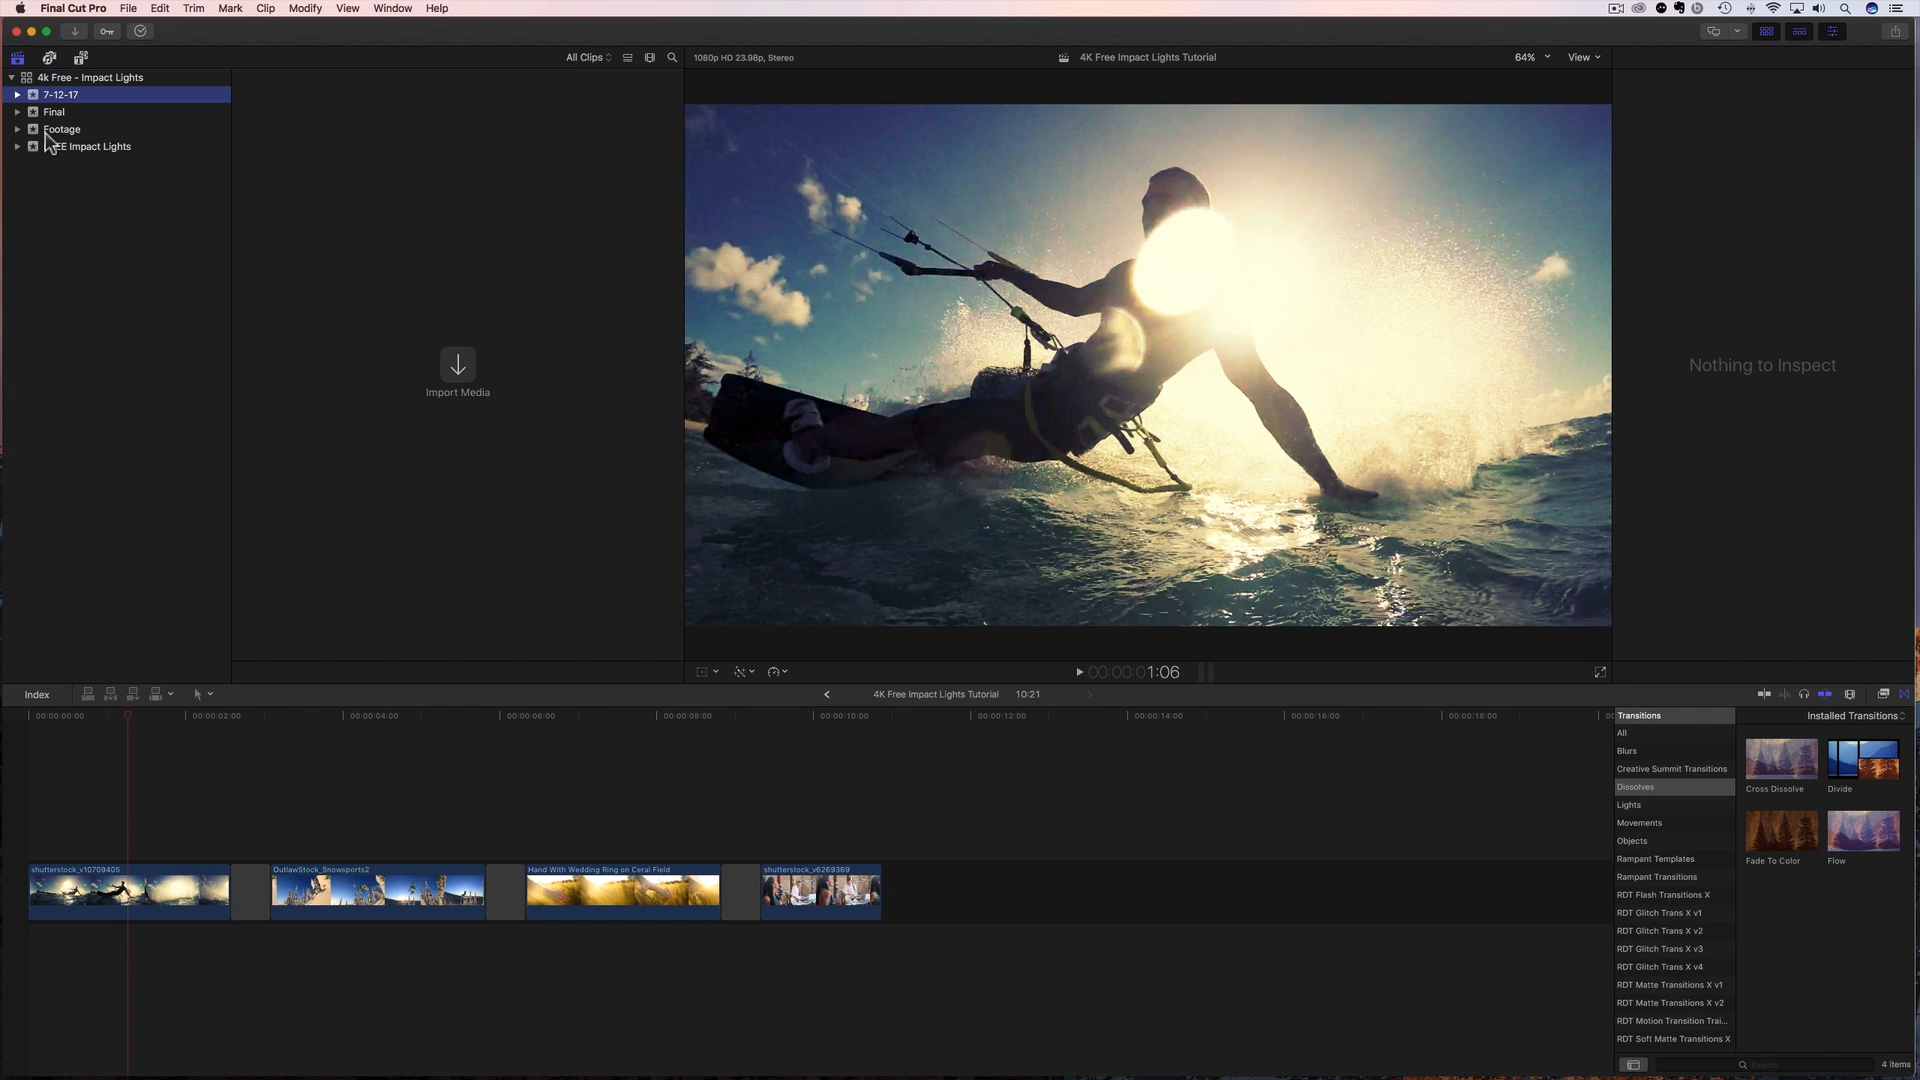 Final Cut Pro File Edit Trim Mark Clip Modify View Window Help
All Clips
1080p HD 23.98p, Stereo
4K Free Impact Lights Tutorial
64%
View
4k Free - Impact Lights
7-12-17
Final
Footage
EE Impact Lights
Import Media
Nothing to Inspect
00:00:01:06
Index
4K Free Impact Lights Tutorial 10:21
00:00:00:00 00:00:02:00 00:00:04:00 00:00:06:00 00:00:08:00 00:00:10:00 00:00:12:00 00:00:14:00 00:00:16:00 00:00:18:00
shutterstock_v10709405
OutlawStock_Snowsports2
Hand With Wedding Ring on Ceral Field
shutterstock_v6269369
Transitions
Installed Transitions
All
Blurs
Creative Summit Transitions
Dissolves
Lights
Movements
Objects
Rampant Templates
Rampant Transitions
RDT Flash Transitions X
RDT Glitch Trans X v1
RDT Glitch Trans X v2
RDT Glitch Trans X v3
RDT Glitch Trans X v4
RDT Matte Transitions X v1
RDT Matte Transitions X v2
RDT Motion Transition Trai...
RDT Soft Matte Transitions X
Cross Dissolve
Divide
Fade To Color
Flow
Search
4 items